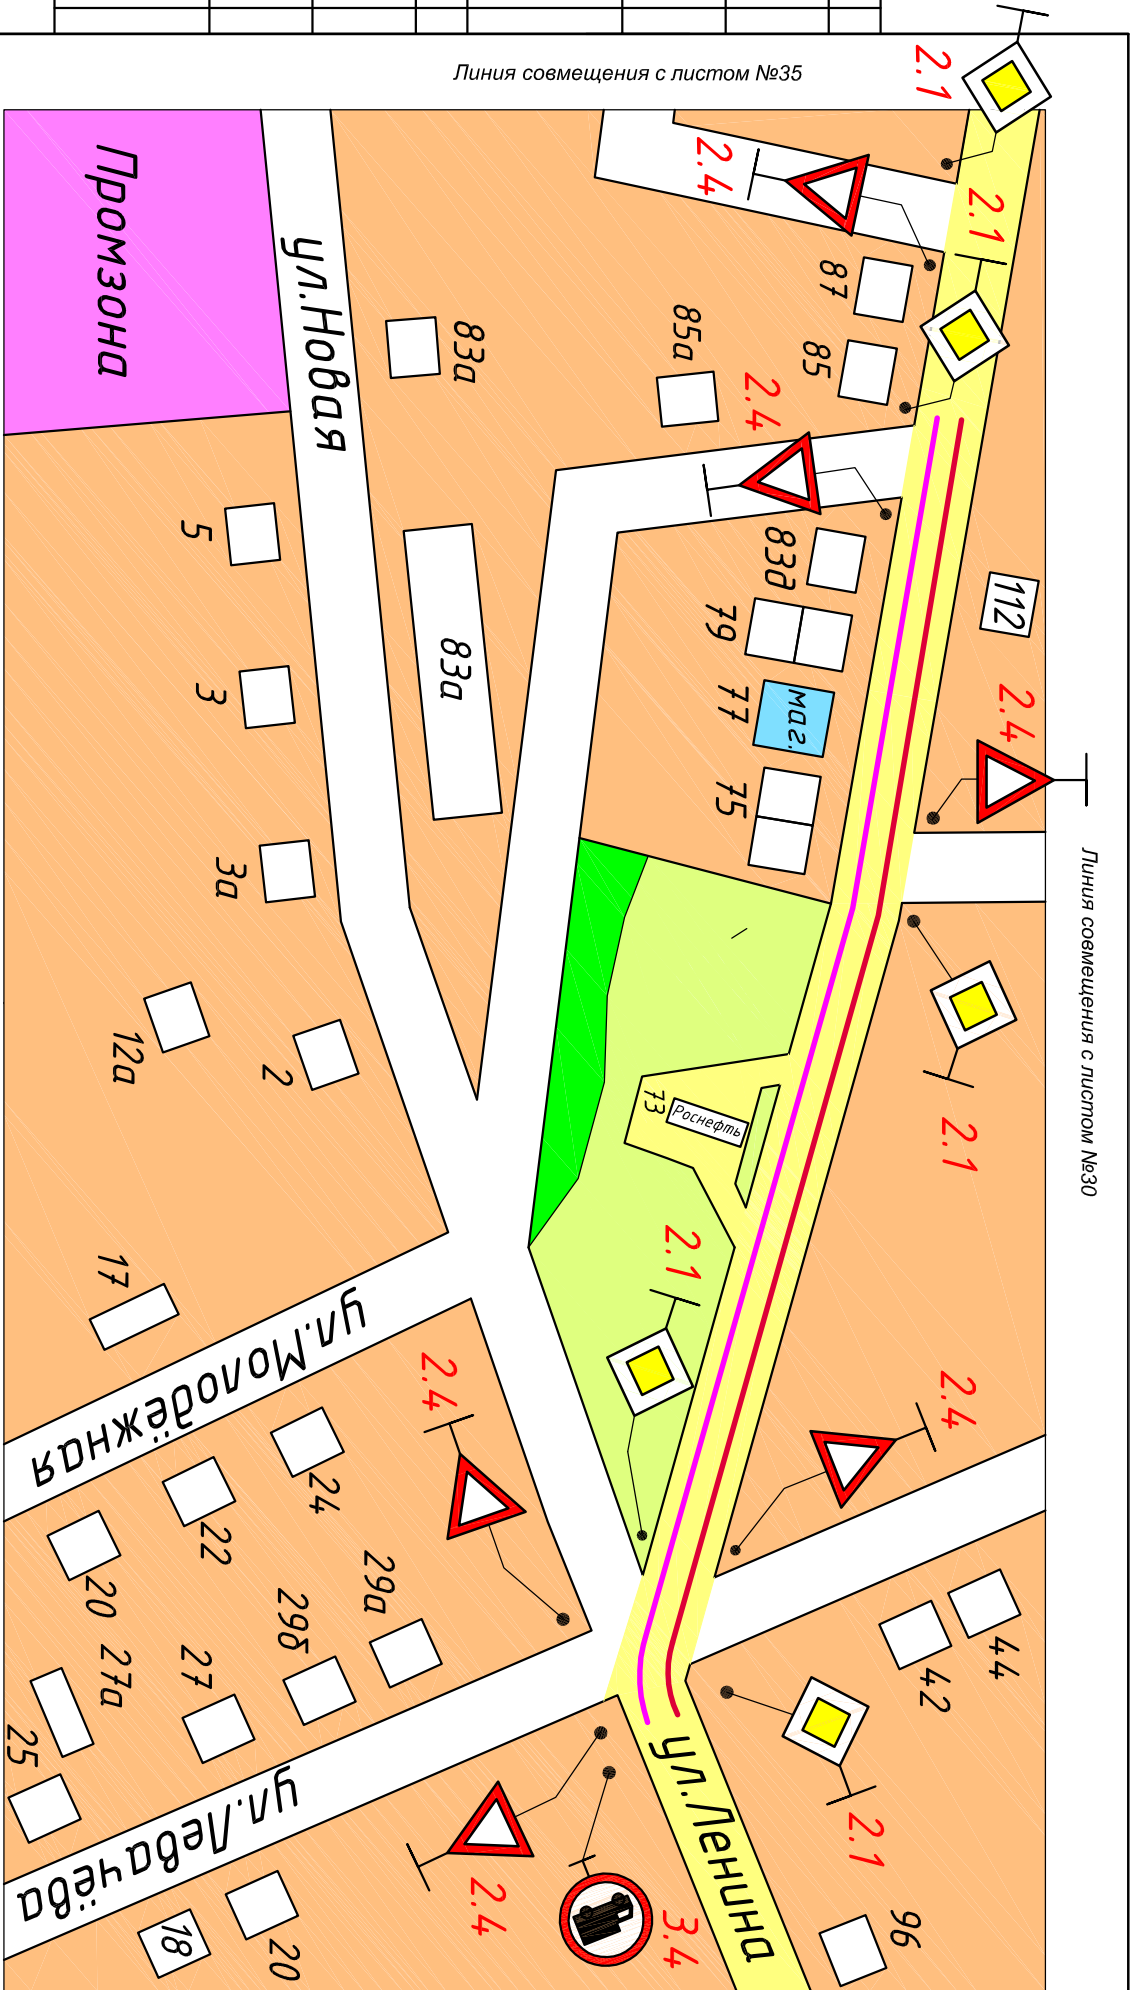 Линия совмещения с листом №35
2.1
2.4
2.1
Промзона
ул.Новая
87
85
85а
83а
2.4
5
83д
79
112
77
маг.
2.4
3
83а
75
3а
Линия совмещения с листом №30
12а
2
73
Роснефть
2.1
2.1
17
ул.Молодёжная
2.4
2.4
24
22
20
29а
29б
27
27а
25
44
42
ул.Левачёва
ул.Ленина
2.1
2.4
3.4
96
20
18